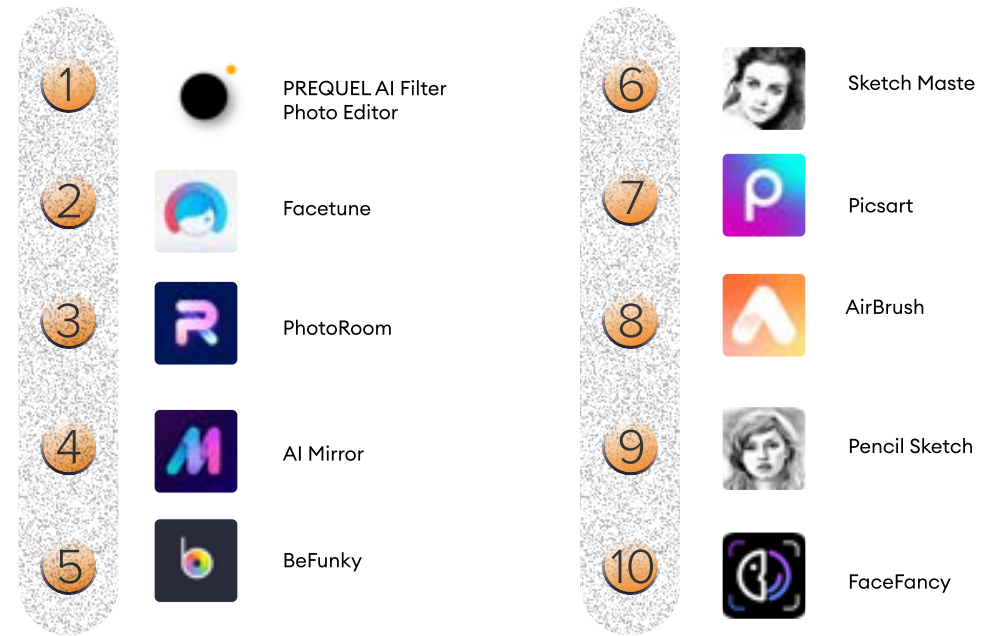 1
PREQUEL AI Filter
Photo Editor
2
Facetune
3
PhotoRoom
4
AI Mirror
5
BeFunky
6
Sketch Maste
7
Picsart
8
AirBrush
9
Pencil Sketch
10
FaceFancy